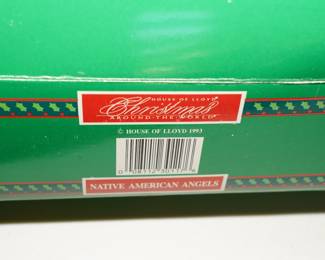 HOUSE OF LLOYD
Christmas
AROUND THE WORLD
© HOUSE OF LLOYD 1993
NATIVE AMERICAN ANGELS